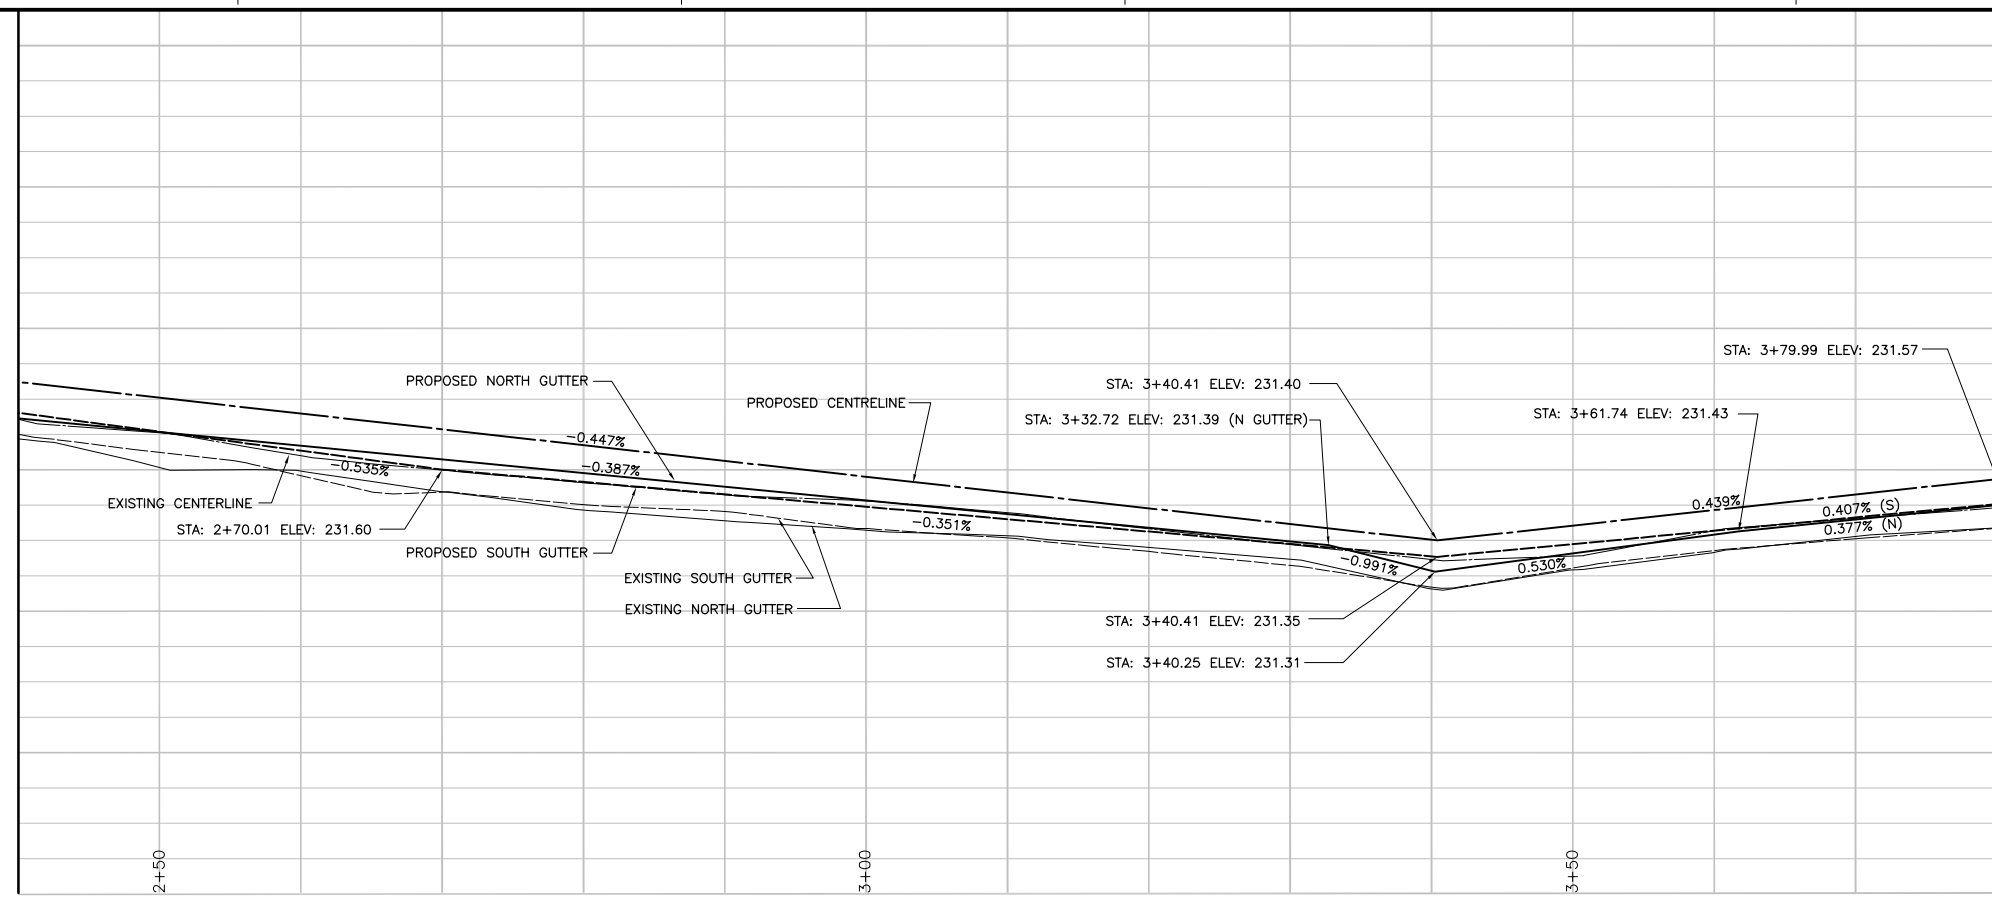 STA: 3+79.99 ELEV: 231.57
PROPOSED NORTH GUTTER
STA: 3+40.41 ELEV: 231.40
PROPOSED CENTRELINE
STA: 3+32.72 ELEV: 231.39 (N GUTTER)
STA: 3+61.74 ELEV: 231.43
-0.447%
-0.535%
-0.387%
EXISTING CENTERLINE
0.439%
0.407% (S)
STA: 2+70.01 ELEV: 231.60
-0.351%
0.377% (N)
PROPOSED SOUTH GUTTER
-0.991%
0.530%
EXISTING SOUTH GUTTER
EXISTING NORTH GUTTER
STA: 3+40.41 ELEV: 231.35
STA: 3+40.25 ELEV: 231.31
2+50
3+00
3+50